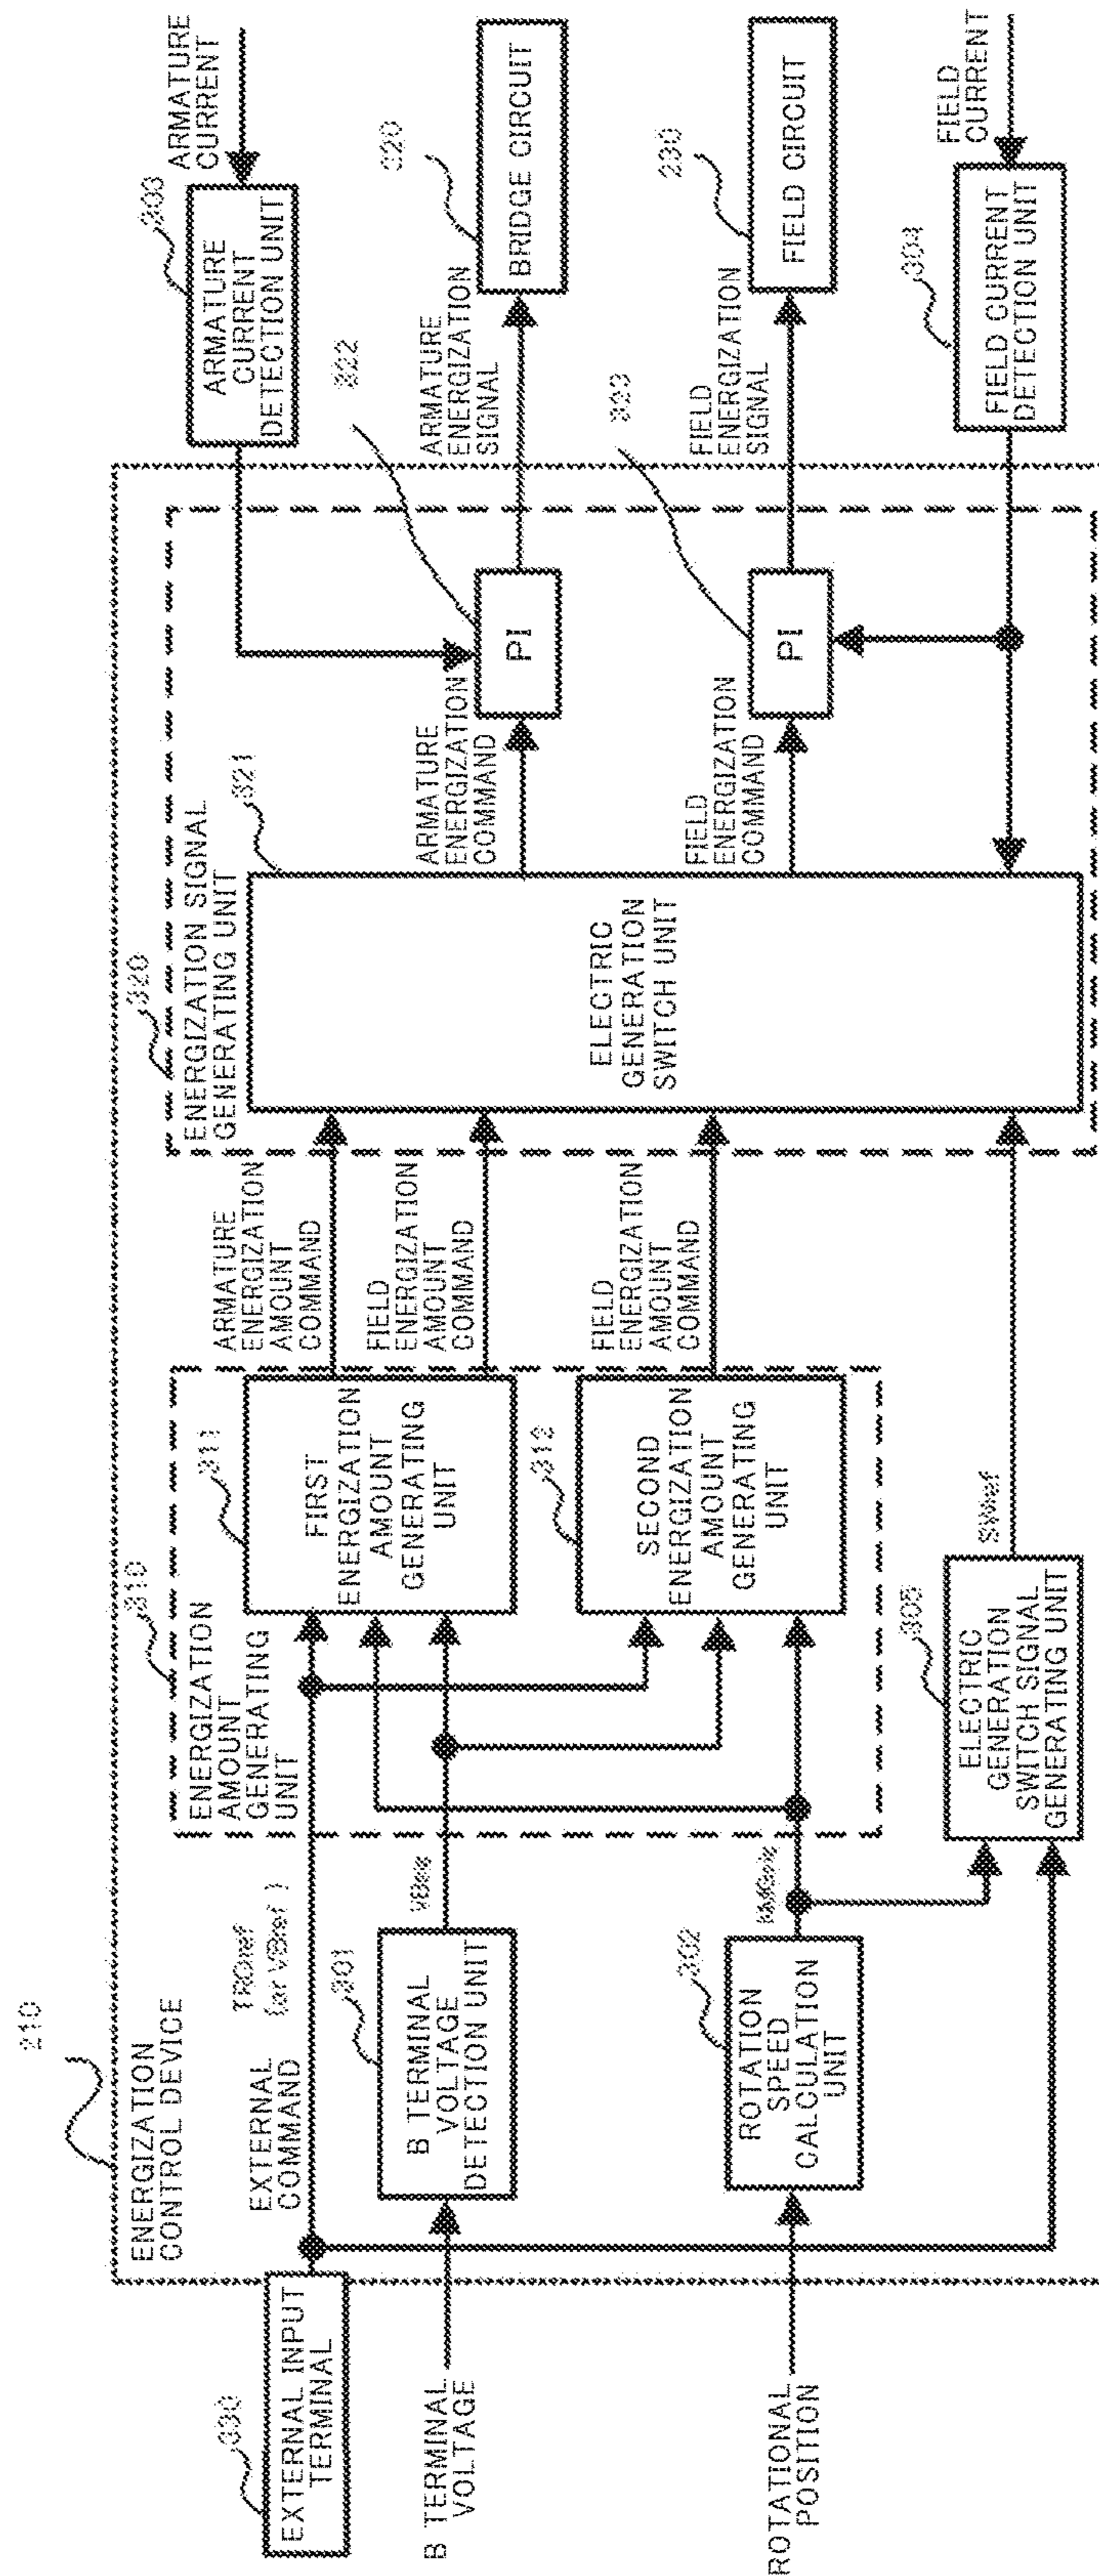 210
ENERGIZATION
CONTROL DEVICE
330
EXTERNAL INPUT
TERMINAL
EXTERNAL
COMMAND
TRQref
(or VBref )
B TERMINAL
VOLTAGE
301
B TERMINAL
VOLTAGE
DETECTION UNIT
ROTATIONAL
POSITION
302
ROTATION
SPEED
CALCULATION
UNIT
310
ENERGIZATION
AMOUNT
GENERATING
UNIT
311
FIRST
ENERGIZATION
AMOUNT
GENERATING
UNIT
312
SECOND
ENERGIZATION
AMOUNT
GENERATING
UNIT
305
ELECTRIC
GENERATION
SWITCH SIGNAL
GENERATING UNIT
SWref
ARMATURE
ENERGIZATION
AMOUNT
COMMAND
FIELD
ENERGIZATION
AMOUNT
COMMAND
FIELD
ENERGIZATION
AMOUNT
COMMAND
320
ENERGIZATION SIGNAL
GENERATING UNIT
321
ELECTRIC
GENERATION
SWITCH UNIT
ARMATURE
ENERGIZATION
COMMAND
FIELD
ENERGIZATION
COMMAND
322
PI
323
PI
ARMATURE
ENERGIZATION
SIGNAL
FIELD
ENERGIZATION
SIGNAL
303
ARMATURE
CURRENT
DETECTION UNIT
ARMATURE
CURRENT
BRIDGE CIRCUIT
FIELD CIRCUIT
304
FIELD CURRENT
DETECTION UNIT
FIELD
CURRENT